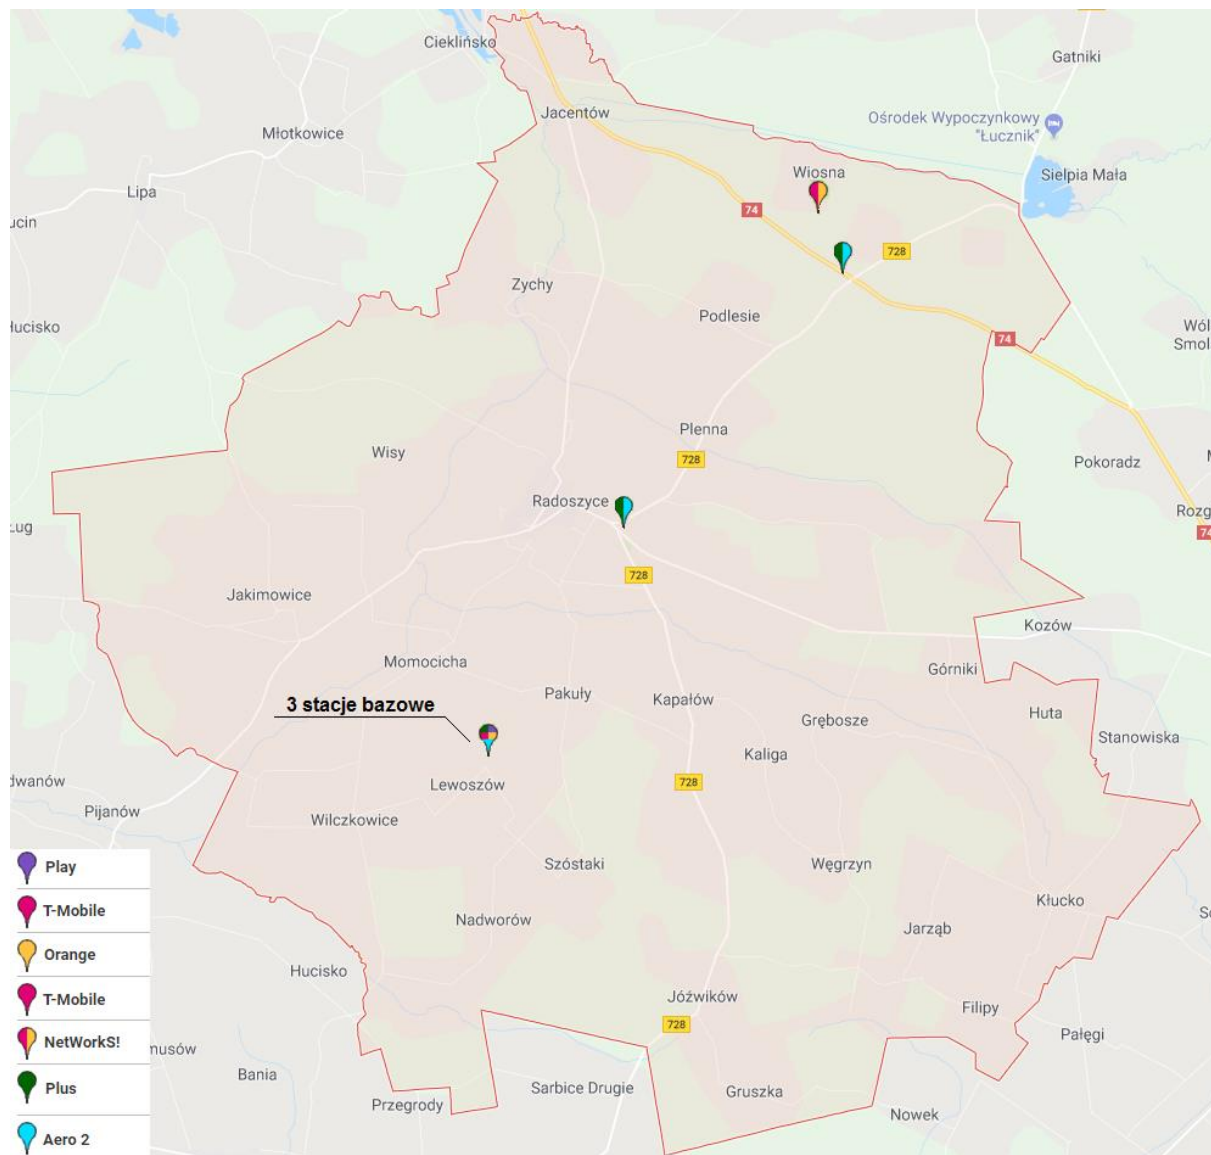 Cieklińsko
Gatniki
Jacentów
Ośrodek Wypoczynkowy
"Łucznik"
Młotkowice
Wiosna
Sielpia Mała
Lipa
74
728
Zychy
Podlesie
74
Plenna
Wisy
728
Pokoradz
Radoszyce
74
728
Jakimowice
Kozów
Momocicha
Górniki
Pakuły
Kapałów
3 stacje bazowe
Grębosze
Huta
Stanowiska
Kaliga
Lewoszów
728
Pijanów
Wilczkowice
Szóstaki
Węgrzyn
Play
Kłucko
T-Mobile
Nadworów
Jarząb
Orange
Hucisko
T-Mobile
Jóźwików
Filipy
728
Pałęgi
NetWorkS!
Bania
Plus
Sarbice Drugie
Gruszka
Przegrody
Nowek
Aero 2